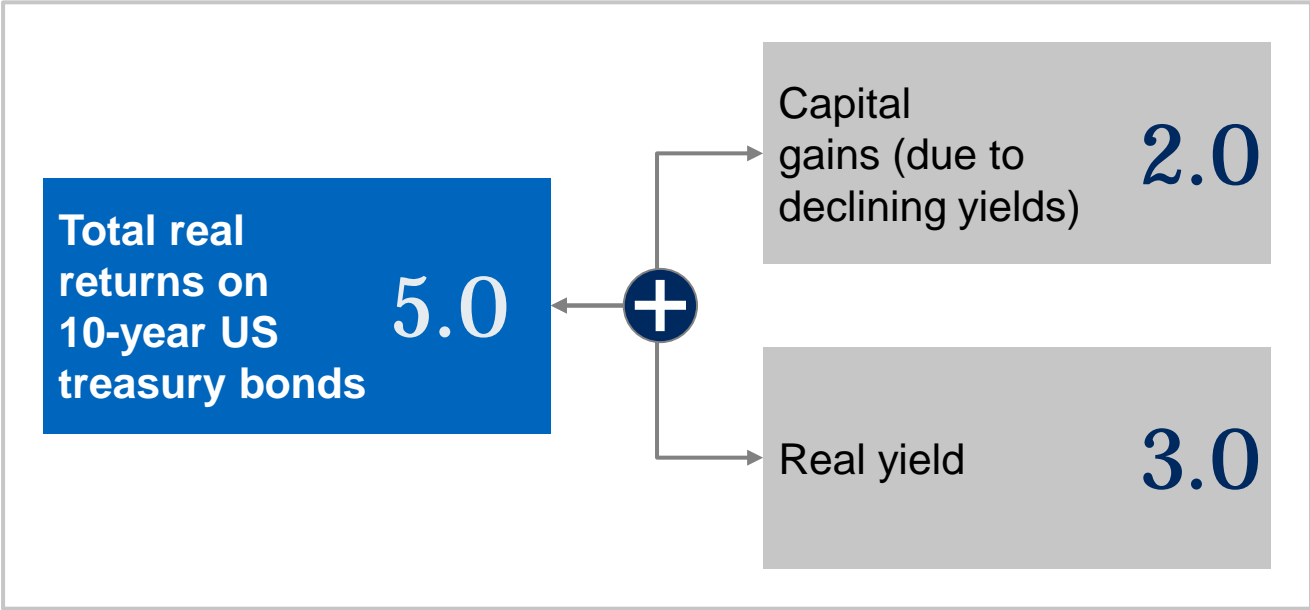 Total real
returns on
10-year US
treasury bonds
5.0
Capital
gains (due to
declining yields)
2.0
Real yield
3.0